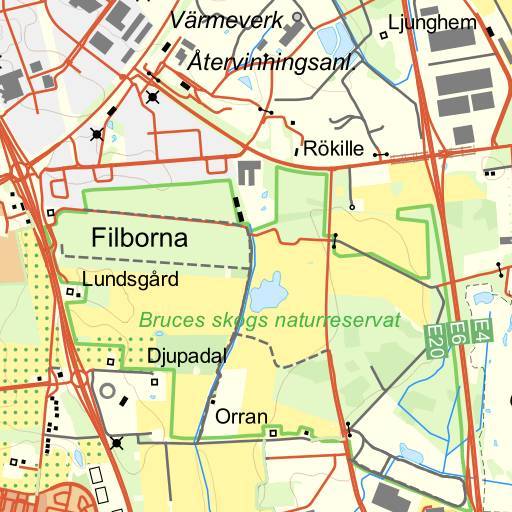 Värmeverk
Ljunghem
Återvinningsanl.
Rökille
Filborna
Lundsgård
Bruces skogs naturreservat
E4
E6
E20
Djupadal
Orran